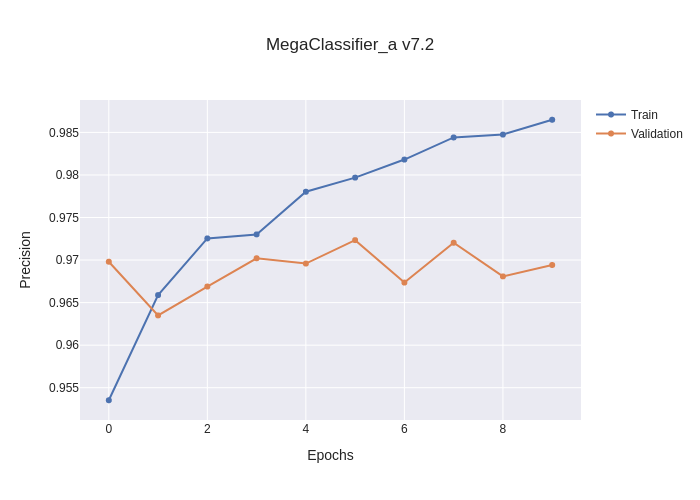 MegaClassifier_a v7.2
Train
Validation
0.985
0.98
0.975
0.97
0.965
0.96
0.955
Precision
0 2 4 6 8
Epochs